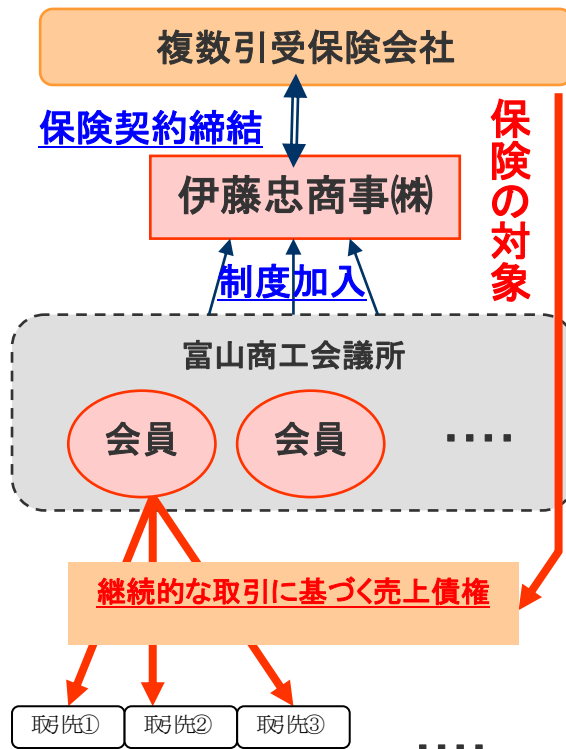 複数引受保険会社
保険契約締結
保険の対象
伊藤忠商事㈱
制度加入
富山商工会議所
会員
会員
‥‥
継続的な取引に基づく売上債権
取引先①
取引先②
取引先③
‥‥